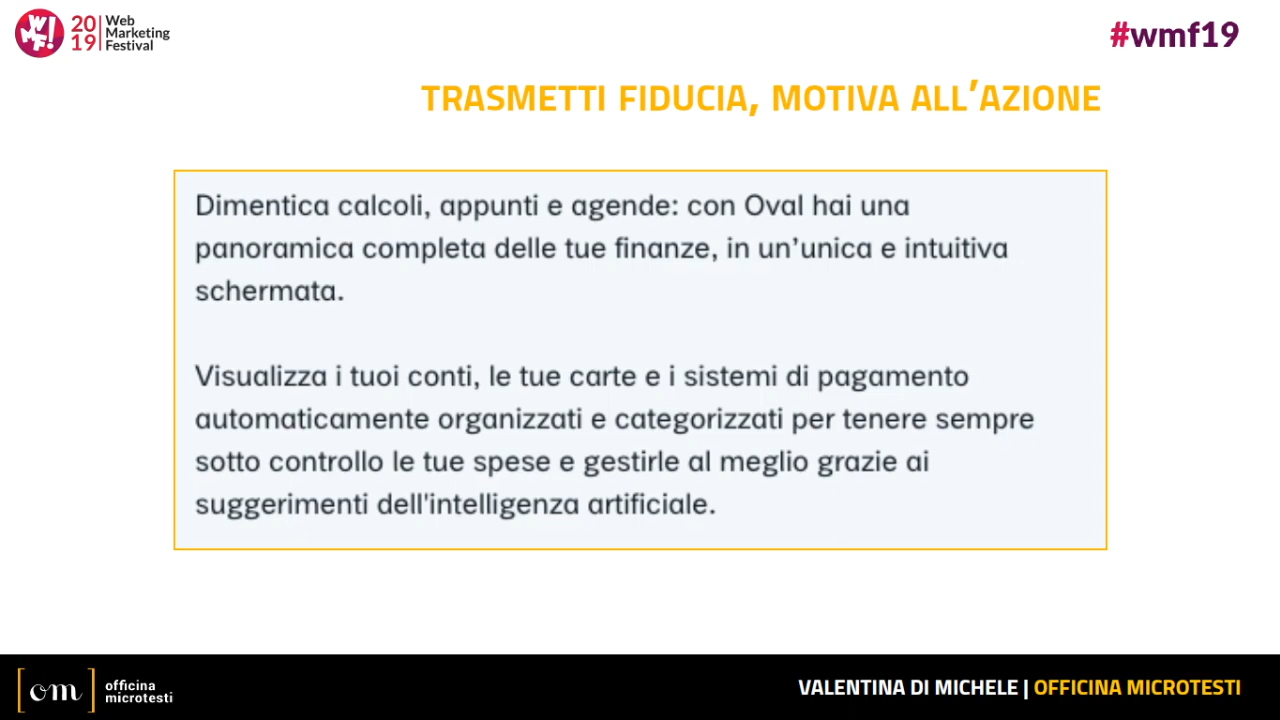 WMF!
2019
Web
Marketing
Festival
#wmf19
TRASMETTI FIDUCIA, MOTIVA ALL'AZIONE
Dimentica calcoli, appunti e agende: con Oval hai una
panoramica completa delle tue finanze, in un’unica e intuitiva
schermata.
Visualizza i tuoi conti, le tue carte e i sistemi di pagamento
automaticamente organizzati e categorizzati per tenere sempre
sotto controllo le tue spese e gestirle al meglio grazie ai
suggerimenti dell'intelligenza artificiale.
[om]
officina
microtesti
VALENTINA DI MICHELE | OFFICINA MICROTESTI